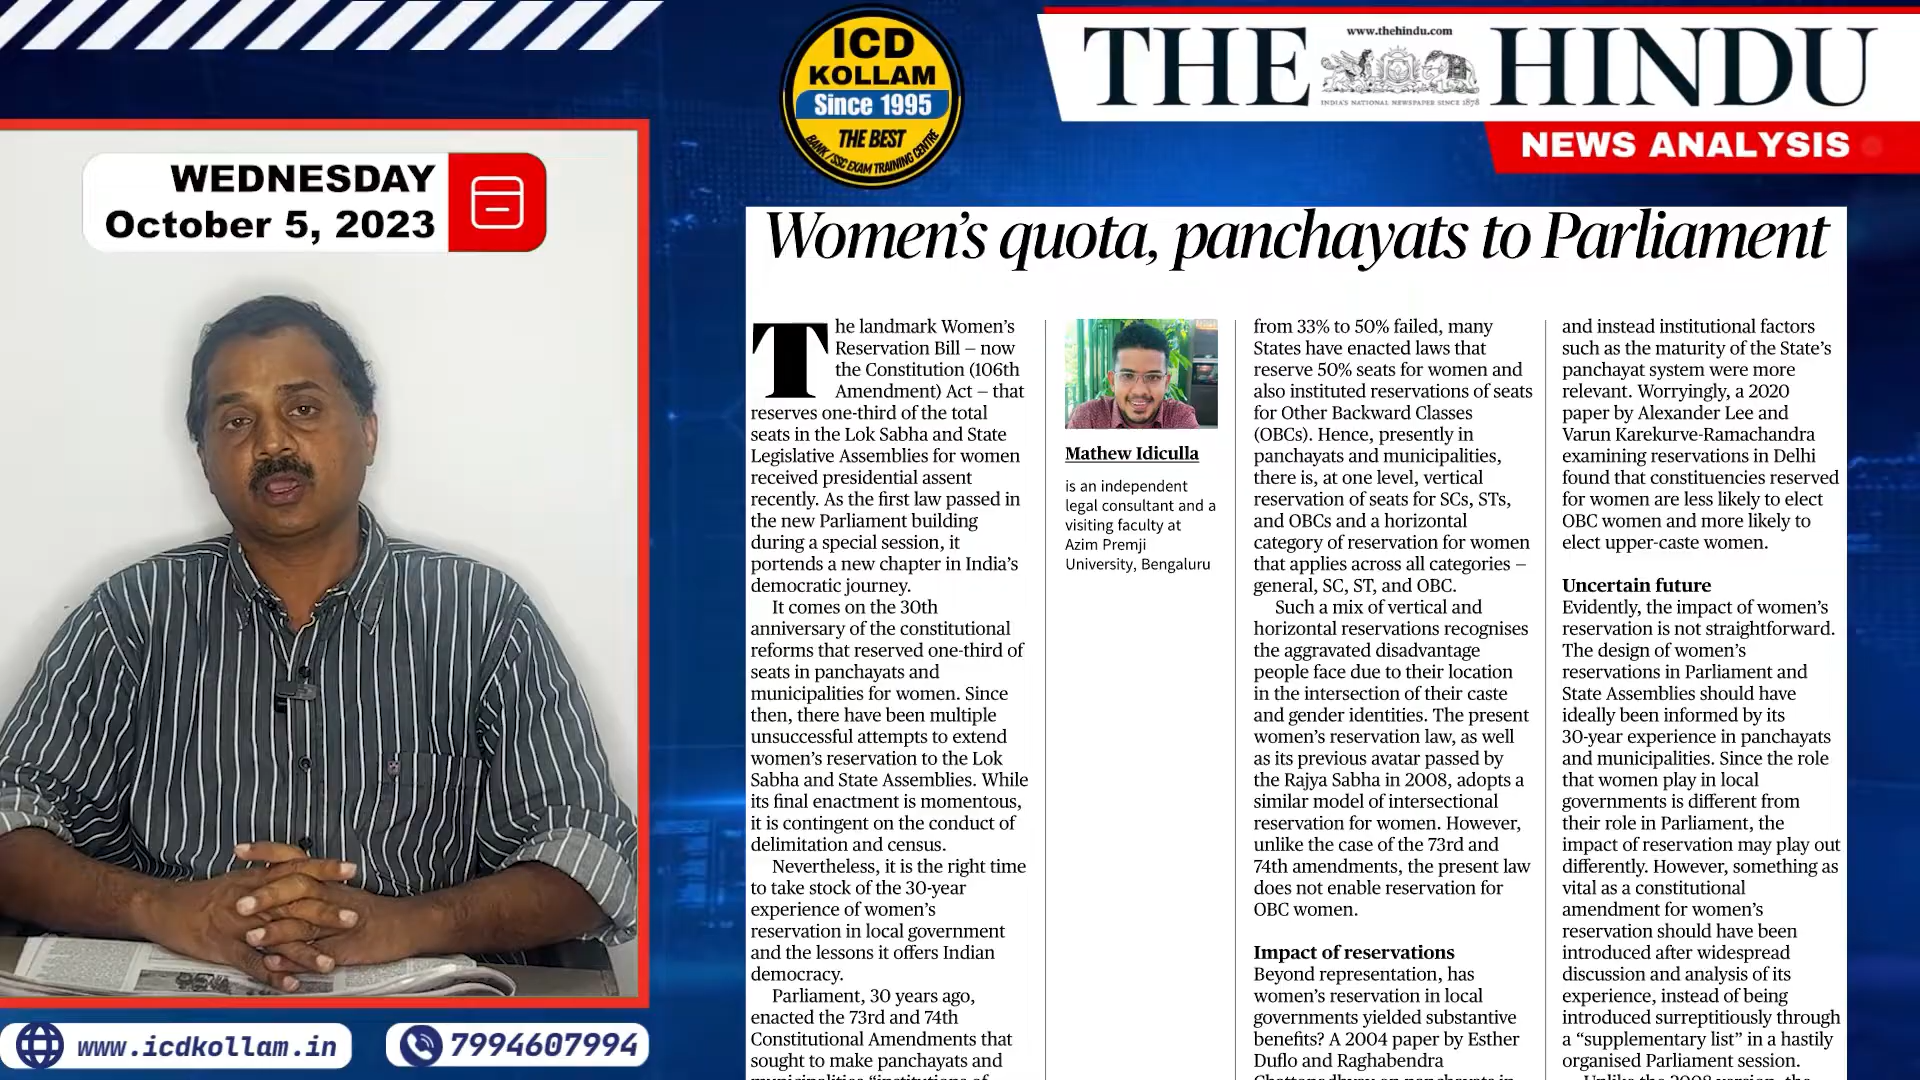 WEDNESDAY
October 5, 2023
ICD
KOLLAM
Since 1995
THE BEST
BANK / SSC EXAM TRAINING CENTRE
www.thehindu.com
THE HINDU
INDIA'S NATIONAL NEWSPAPER SINCE 1878
NEWS ANALYSIS
Women's quota, panchayats to Parliament
The landmark Women's
Reservation Bill – now
the Constitution (106th
Amendment) Act – that
reserves one-third of the total
seats in the Lok Sabha and State
Legislative Assemblies for women
received presidential assent
recently. As the first law passed in
the new Parliament building
during a special session, it
portends a new chapter in India's
democratic journey.
It comes on the 30th
anniversary of the constitutional
reforms that reserved one-third of
seats in panchayats and
municipalities for women. Since
then, there have been multiple
unsuccessful attempts to extend
women's reservation to the Lok
Sabha and State Assemblies. While
its final enactment is momentous,
it is contingent on the conduct of
delimitation and census.
Nevertheless, it is the right time
to take stock of the 30-year
experience of women's
reservation in local government
and the lessons it offers Indian
democracy.
Parliament, 30 years ago,
enacted the 73rd and 74th
Constitutional Amendments that
sought to make panchayats and
municipalities "institutions of
Mathew Idiculla
is an independent
legal consultant and a
visiting faculty at
Azim Premji
University, Bengaluru
from 33% to 50% failed, many
States have enacted laws that
reserve 50% seats for women and
also instituted reservations of seats
for Other Backward Classes
(OBCs). Hence, presently in
panchayats and municipalities,
there is, at one level, vertical
reservation of seats for SCs, STs,
and OBCs and a horizontal
category of reservation for women
that applies across all categories –
general, SC, ST, and OBC.
Such a mix of vertical and
horizontal reservations recognises
the aggravated disadvantage
people face due to their location
in the intersection of their caste
and gender identities. The present
women's reservation law, as well
as its previous avatar passed by
the Rajya Sabha in 2008, adopts a
similar model of intersectional
reservation for women. However,
unlike the case of the 73rd and
74th amendments, the present law
does not enable reservation for
OBC women.
Impact of reservations
Beyond representation, has
women's reservation in local
governments yielded substantive
benefits? A 2004 paper by Esther
Duflo and Raghabendra
Chattopadhyay on panchayats in
and instead institutional factors
such as the maturity of the State's
panchayat system were more
relevant. Worryingly, a 2020
paper by Alexander Lee and
Varun Karekurve-Ramachandra
examining reservations in Delhi
found that constituencies reserved
for women are less likely to elect
OBC women and more likely to
elect upper-caste women.
Uncertain future
Evidently, the impact of women's
reservation is not straightforward.
The design of women's
reservations in Parliament and
State Assemblies should have
ideally been informed by its
30-year experience in panchayats
and municipalities. Since the role
that women play in local
governments is different from
their role in Parliament, the
impact of reservation may play out
differently. However, something as
vital as a constitutional
amendment for women's
reservation should have been
introduced after widespread
discussion and analysis of its
experience, instead of being
introduced surreptitiously through
a "supplementary list" in a hastily
organised Parliament session.
Unlike the 2008 version, the
www.icdkollam.in
7994607994